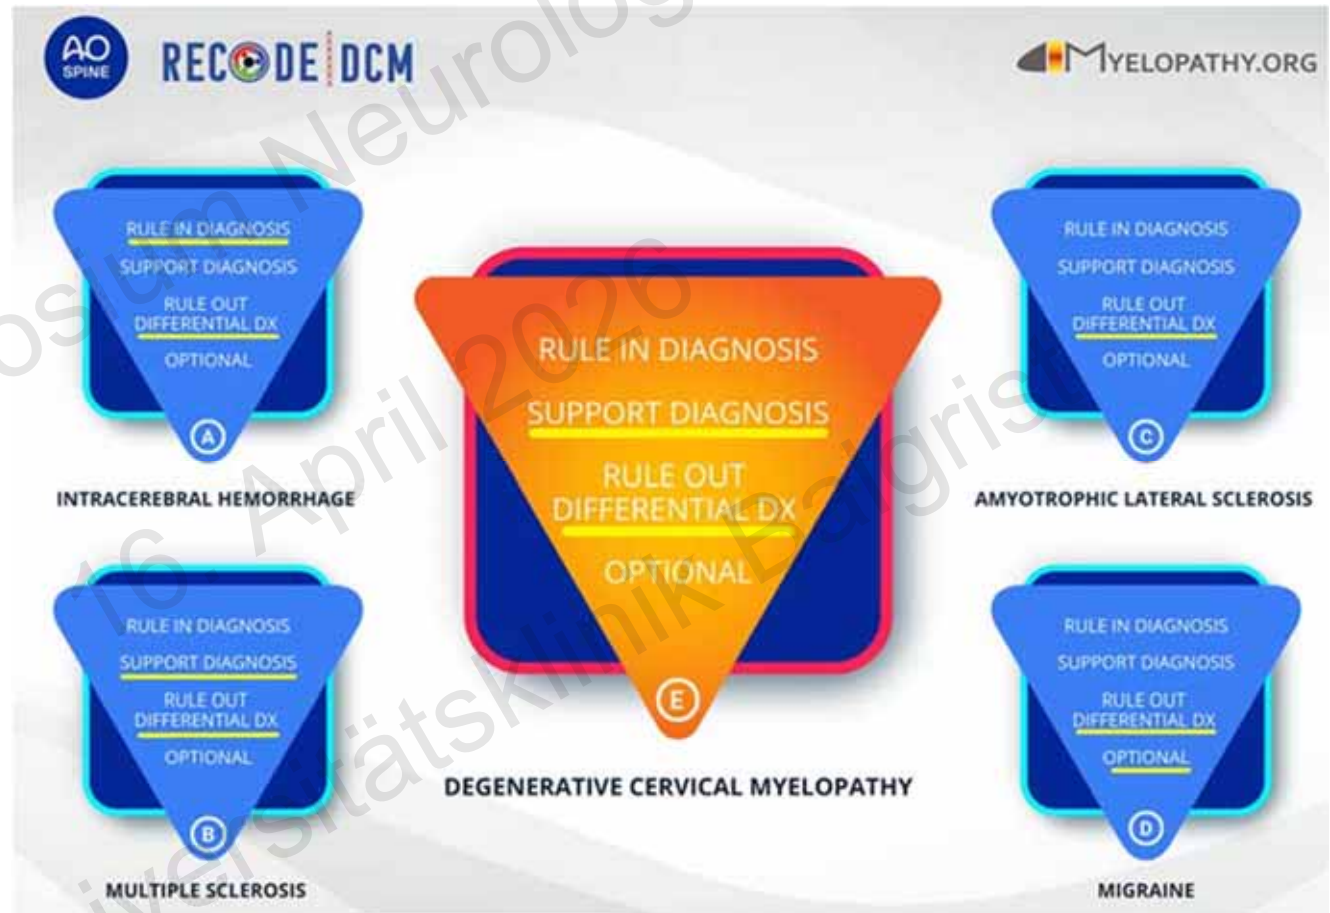 AO
SPINE
RECODE DCM
MYELOPATHY.ORG
RULE IN DIAGNOSIS
SUPPORT DIAGNOSIS
RULE OUT
DIFFERENTIAL DX
OPTIONAL
A
INTRACEREBRAL HEMORRHAGE
RULE IN DIAGNOSIS
SUPPORT DIAGNOSIS
RULE OUT
DIFFERENTIAL DX
OPTIONAL
B
MULTIPLE SCLEROSIS
RULE IN DIAGNOSIS
SUPPORT DIAGNOSIS
RULE OUT
DIFFERENTIAL DX
OPTIONAL
E
DEGENERATIVE CERVICAL MYELOPATHY
RULE IN DIAGNOSIS
SUPPORT DIAGNOSIS
RULE OUT
DIFFERENTIAL DX
OPTIONAL
C
AMYOTROPHIC LATERAL SCLEROSIS
RULE IN DIAGNOSIS
SUPPORT DIAGNOSIS
RULE OUT
DIFFERENTIAL DX
OPTIONAL
D
MIGRAINE
16. April 2026